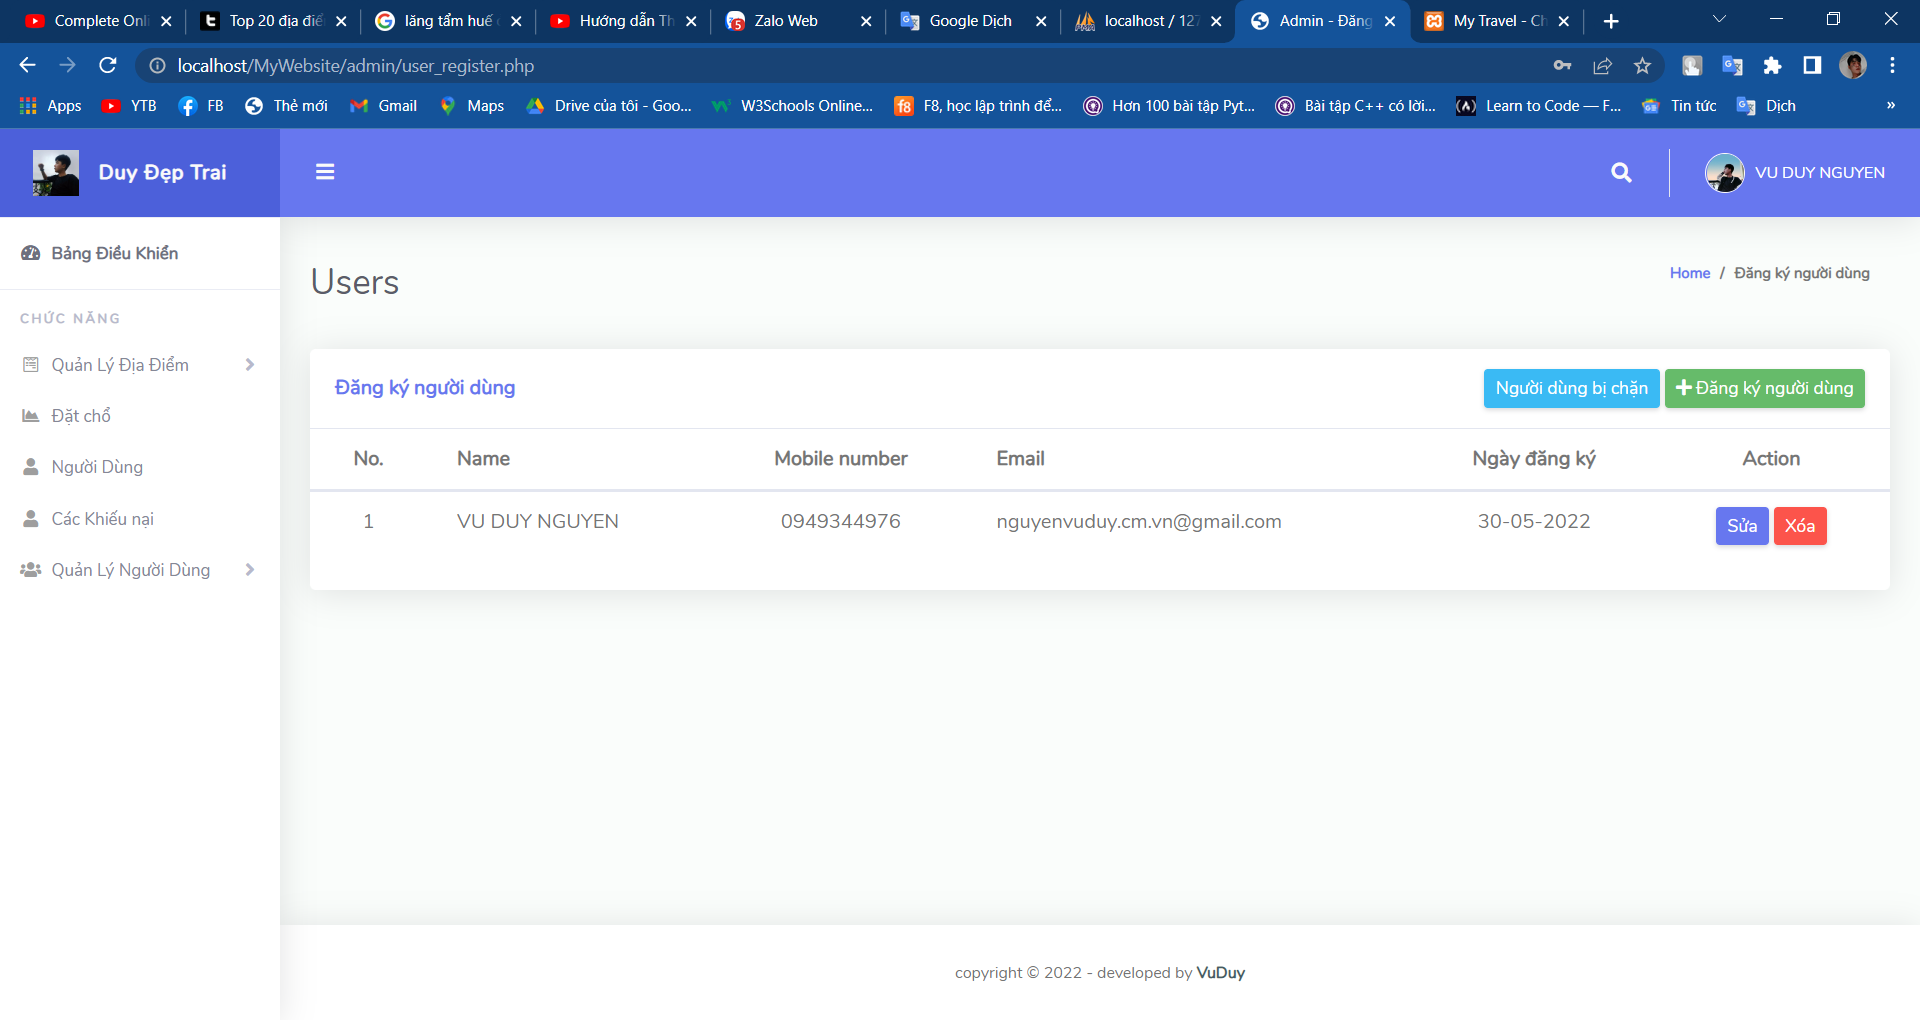 Complete Onli
Top 20 địa điể
lăng tẩm huế
Hướng dẫn Th
Zalo Web
Google Dịch
localhost / 127
Admin - Đăng
My Travel - Ch
localhost/MyWebsite/admin/user_register.php
Apps
YTB
FB
Thẻ mới
Gmail
Maps
Drive của tôi - Goo...
W3Schools Online...
F8, học lập trình để...
Hơn 100 bài tập Pyt...
Bài tập C++ có lời...
Learn to Code — F...
Tin tức
Dịch
»
Duy Đẹp Trai
VU DUY NGUYEN
Bảng Điều Khiển
CHỨC NĂNG
Quản Lý Địa Điểm
Đặt chổ
Người Dùng
Các Khiếu nại
Quản Lý Người Dùng
Users
Home / Đăng ký người dùng
Đăng ký người dùng
Người dùng bị chặn
Đăng ký người dùng
No. Name Mobile number Email Ngày đăng ký Action
1 VU DUY NGUYEN 0949344976 nguyenvuduy.cm.vn@gmail.com 30-05-2022 Sửa Xóa
copyright © 2022 - developed by VuDuy